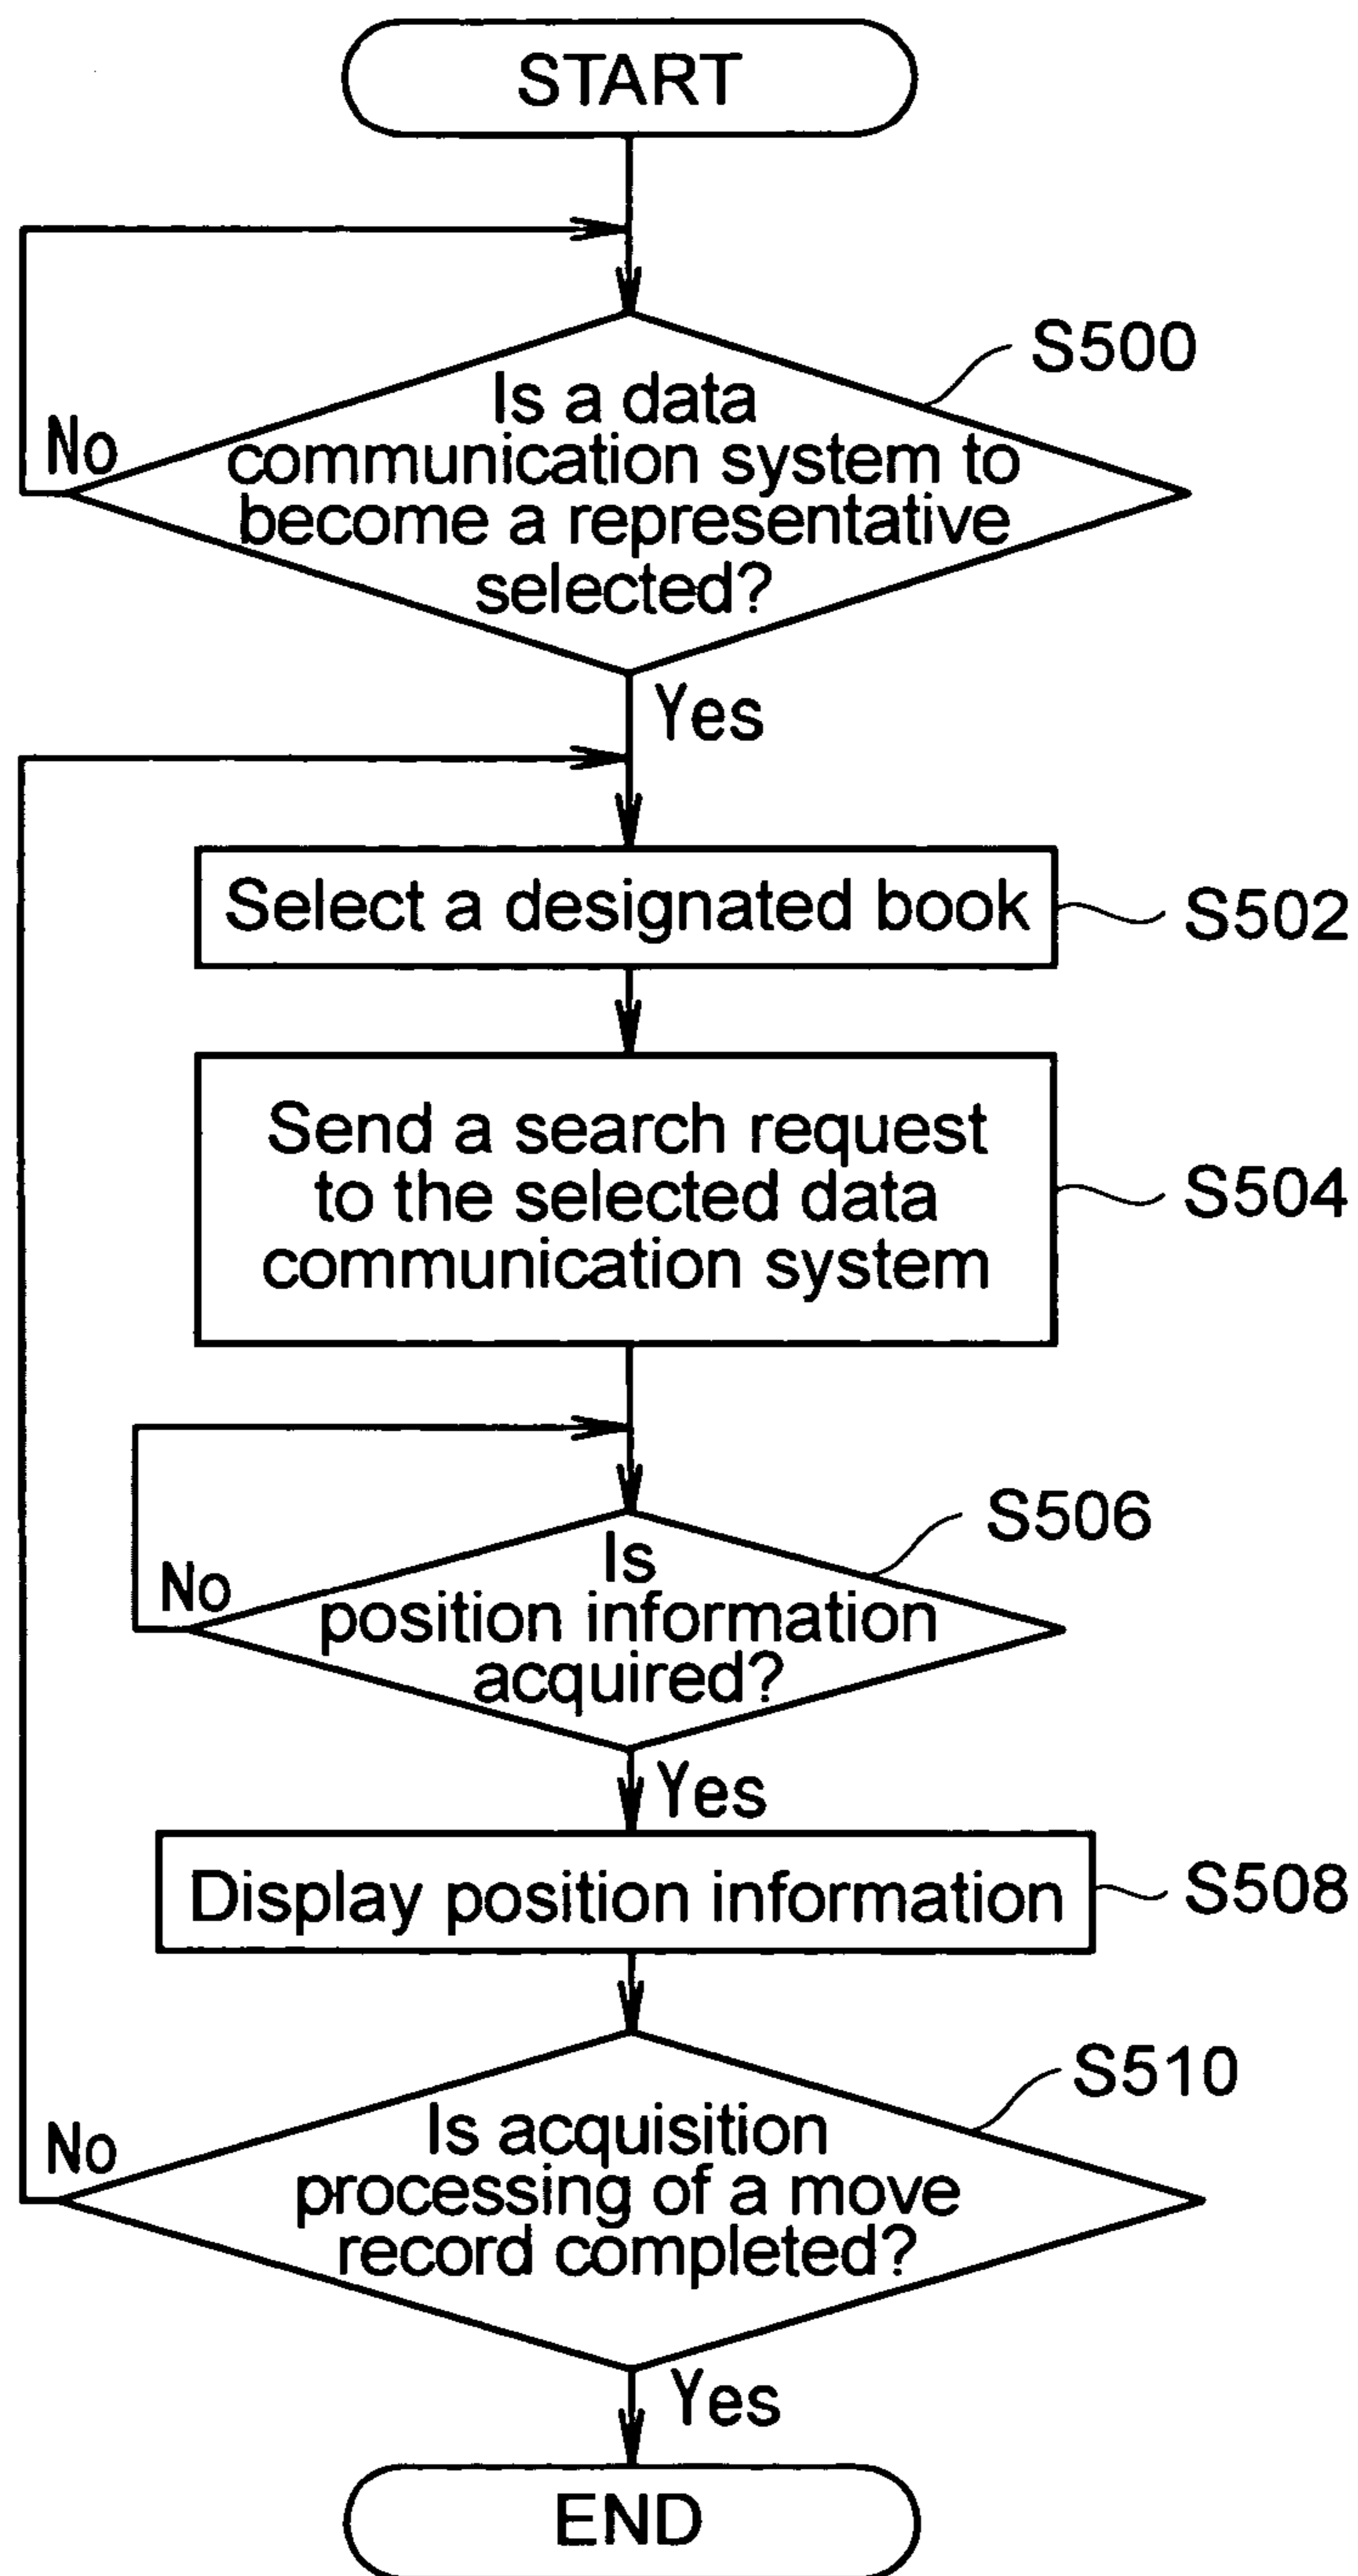 START
S500
Is a data
communication system to
become a representative
selected?
No
Yes
Select a designated book
S502
Send a search request
to the selected data
communication system
S504
S506
Is
position information
acquired?
No
Yes
Display position information
S508
S510
Is acquisition
processing of a move
record completed?
No
Yes
END